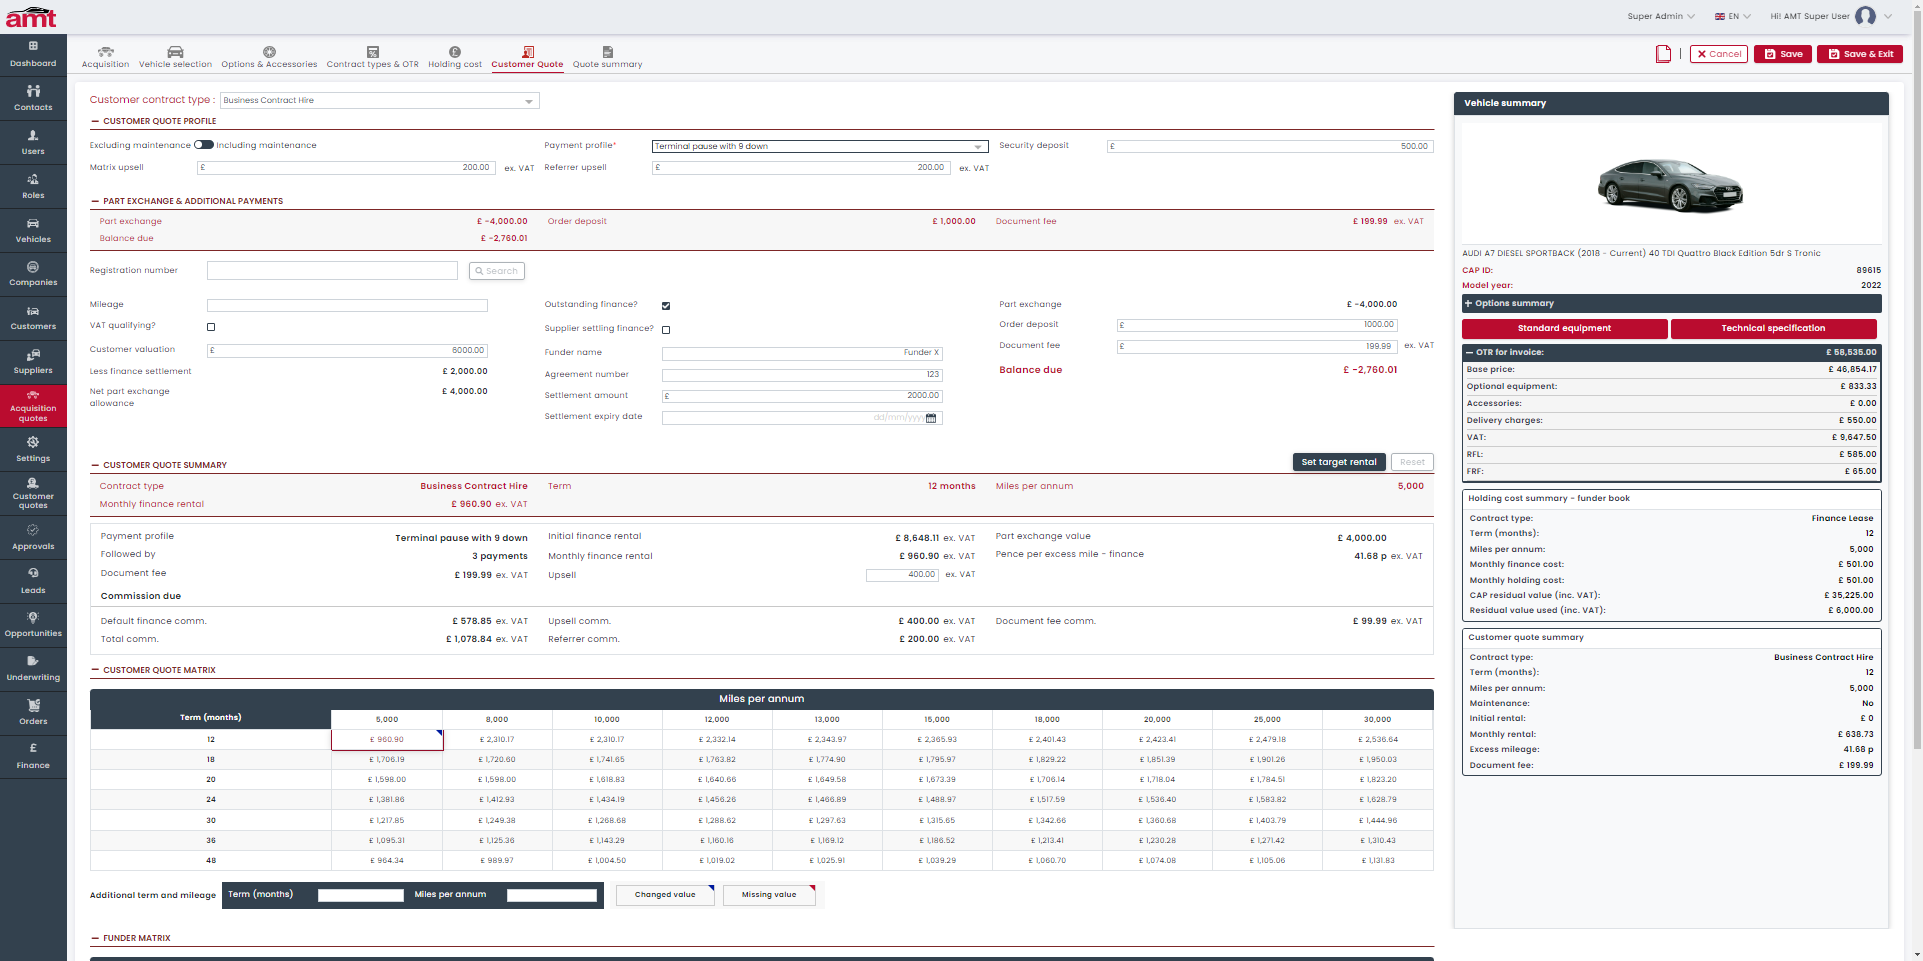 amt
Super Admin
EN
Hi! AMT Super User
Dashboard
Contacts
Users
Roles
Vehicles
Companies
Customers
Suppliers
Acquisition
quotes
Settings
Customer
quotes
Approvals
Leads
Opportunities
Underwriting
Orders
Finance
Acquisition Vehicle selection Options & Accessories Contract types & OTR Holding cost Customer Quote Quote summary
Cancel Save Save & Exit
Customer contract type : Business Contract Hire
CUSTOMER QUOTE PROFILE
Excluding maintenance Including maintenance Payment profile* Terminal pause with 9 down Security deposit £ 500.00
Matrix upsell £ 200.00 ex. VAT Referrer upsell £ 200.00 ex. VAT
PART EXCHANGE & ADDITIONAL PAYMENTS
Part exchange £ -4,000.00 Order deposit £ 1,000.00 Document fee £ 199.99 ex. VAT
Balance due £ -2,760.01
Registration number Search
Mileage Outstanding finance? Part exchange £ -4,000.00
VAT qualifying? Supplier settling finance? Order deposit £ 1000.00
Customer valuation £ 6000.00 Funder name Funder X Document fee £ 199.99 ex. VAT
Less finance settlement £ 2,000.00 Agreement number 123 Balance due £ -2,760.01
Net part exchange
allowance £ 4,000.00 Settlement amount £ 2000.00
Settlement expiry date dd/mm/yyyy
CUSTOMER QUOTE SUMMARY Set target rental Reset
Contract type Business Contract Hire Term 12 months Miles per annum 5,000
Monthly finance rental £ 960.90 ex. VAT
Payment profile Terminal pause with 9 down Initial finance rental £ 8,648.11 ex. VAT Part exchange value £ 4,000.00
Followed by 3 payments Monthly finance rental £ 960.90 ex. VAT Pence per excess mile - finance 41.68 p ex. VAT
Document fee £ 199.99 ex. VAT Upsell 400.00 ex. VAT
Commission due
Default finance comm. £ 578.85 ex. VAT Upsell comm. £ 400.00 ex. VAT Document fee comm. £ 99.99 ex. VAT
Total comm. £ 1,078.84 ex. VAT Referrer comm. £ 200.00 ex. VAT
CUSTOMER QUOTE MATRIX
Miles per annum
Term (months) 5,000 8,000 10,000 12,000 13,000 15,000 18,000 20,000 25,000 30,000
12 £ 960.90 £ 2,310.17 £ 2,310.17 £ 2,332.14 £ 2,343.97 £ 2,365.93 £ 2,401.43 £ 2,423.41 £ 2,479.18 £ 2,536.64
18 £ 1,706.19 £ 1,720.60 £ 1,741.65 £ 1,763.82 £ 1,774.90 £ 1,795.97 £ 1,829.22 £ 1,851.39 £ 1,901.26 £ 1,950.03
20 £ 1,598.00 £ 1,598.00 £ 1,618.83 £ 1,640.66 £ 1,649.58 £ 1,673.39 £ 1,706.14 £ 1,718.04 £ 1,784.51 £ 1,823.20
24 £ 1,381.86 £ 1,412.93 £ 1,434.19 £ 1,456.26 £ 1,466.89 £ 1,488.97 £ 1,517.59 £ 1,536.40 £ 1,583.82 £ 1,628.79
30 £ 1,217.85 £ 1,249.38 £ 1,268.68 £ 1,288.62 £ 1,297.63 £ 1,315.65 £ 1,342.66 £ 1,360.68 £ 1,403.79 £ 1,444.96
36 £ 1,095.31 £ 1,125.36 £ 1,143.29 £ 1,160.16 £ 1,169.12 £ 1,186.52 £ 1,213.41 £ 1,230.28 £ 1,271.42 £ 1,310.43
48 £ 964.34 £ 989.97 £ 1,004.50 £ 1,019.02 £ 1,025.91 £ 1,039.29 £ 1,060.70 £ 1,074.08 £ 1,105.06 £ 1,131.83
Additional term and mileage Term (months) Miles per annum Changed value Missing value
FUNDER MATRIX
Vehicle summary
AUDI A7 DIESEL SPORTBACK (2018 - Current) 40 TDI Quattro Black Edition 5dr S Tronic
CAP ID: 89615
Model year: 2022
Options summary
Standard equipment Technical specification
OTR for invoice: £ 58,535.00
Base price: £ 46,854.17
Optional equipment: £ 833.33
Accessories: £ 0.00
Delivery charges: £ 550.00
VAT: £ 9,647.50
RFL: £ 585.00
FRF: £ 65.00
Holding cost summary - funder book
Contract type: Finance Lease
Term (months): 12
Miles per annum: 5,000
Monthly finance cost: £ 501.00
Monthly holding cost: £ 501.00
CAP residual value (inc. VAT): £ 35,225.00
Residual value used (inc. VAT): £ 6,000.00
Customer quote summary
Contract type: Business Contract Hire
Term (months): 12
Miles per annum: 5,000
Maintenance: No
Initial rental: £ 0
Monthly rental: £ 638.73
Excess mileage: 41.68 p
Document fee: £ 199.99